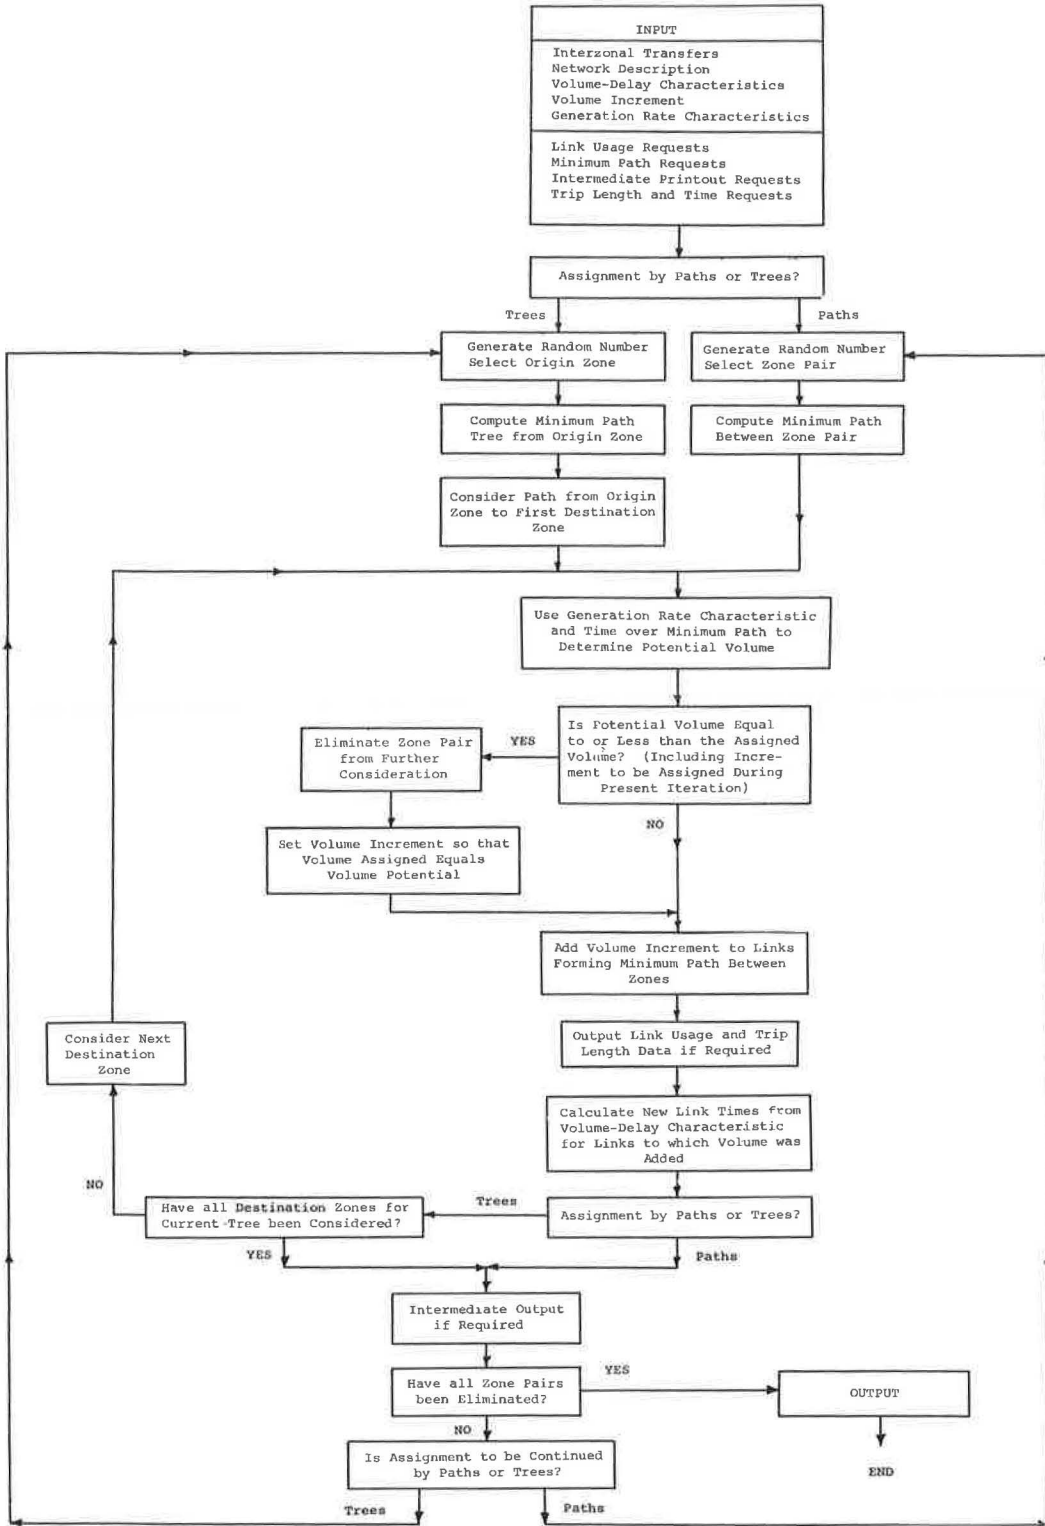 INPUT
Interzonal Transfers
Network Description
Volume-Delay Characteristics
Volume Increment
Generation Rate Characteristics
Link Usage Requests
Minimum Path Requests
Intermediate Printout Requests
Trip Length and Time Requests
Assignment by Paths or Trees?
Trees
Paths
Generate Random Number
Select Origin Zone
Generate Random Number
Select Zone Pair
Compute Minimum Path
Tree from Origin Zone
Compute Minimum Path
Between Zone Pair
Consider Path from Origin
Zone to First Destination
Zone
Use Generation Rate Characteristic
and Time over Minimum Path to
Determine Potential Volume
Is Potential Volume Equal
to or Less than the Assigned
Volume? (Including Incre-
ment to be Assigned During
Present Iteration)
YES
Eliminate Zone Pair
from Further
Consideration
NO
Set Volume Increment so that
Volume Assigned Equals
Volume Potential
Add Volume Increment to Links
Forming Minimum Path Between
Zones
Output Link Usage and Trip
Length Data if Required
Consider Next
Destination
Zone
Calculate New Link Times from
Volume-Delay Characteristic
for Links to which Volume was
Added
NO
Have all Destination Zones for
Current Tree been Considered?
Trees
Assignment by Paths or Trees?
YES
Paths
Intermediate Output
if Required
Have all Zone Pairs
been Eliminated?
YES
OUTPUT
NO
END
Is Assignment to be Continued
by Paths or Trees?
Trees
Paths